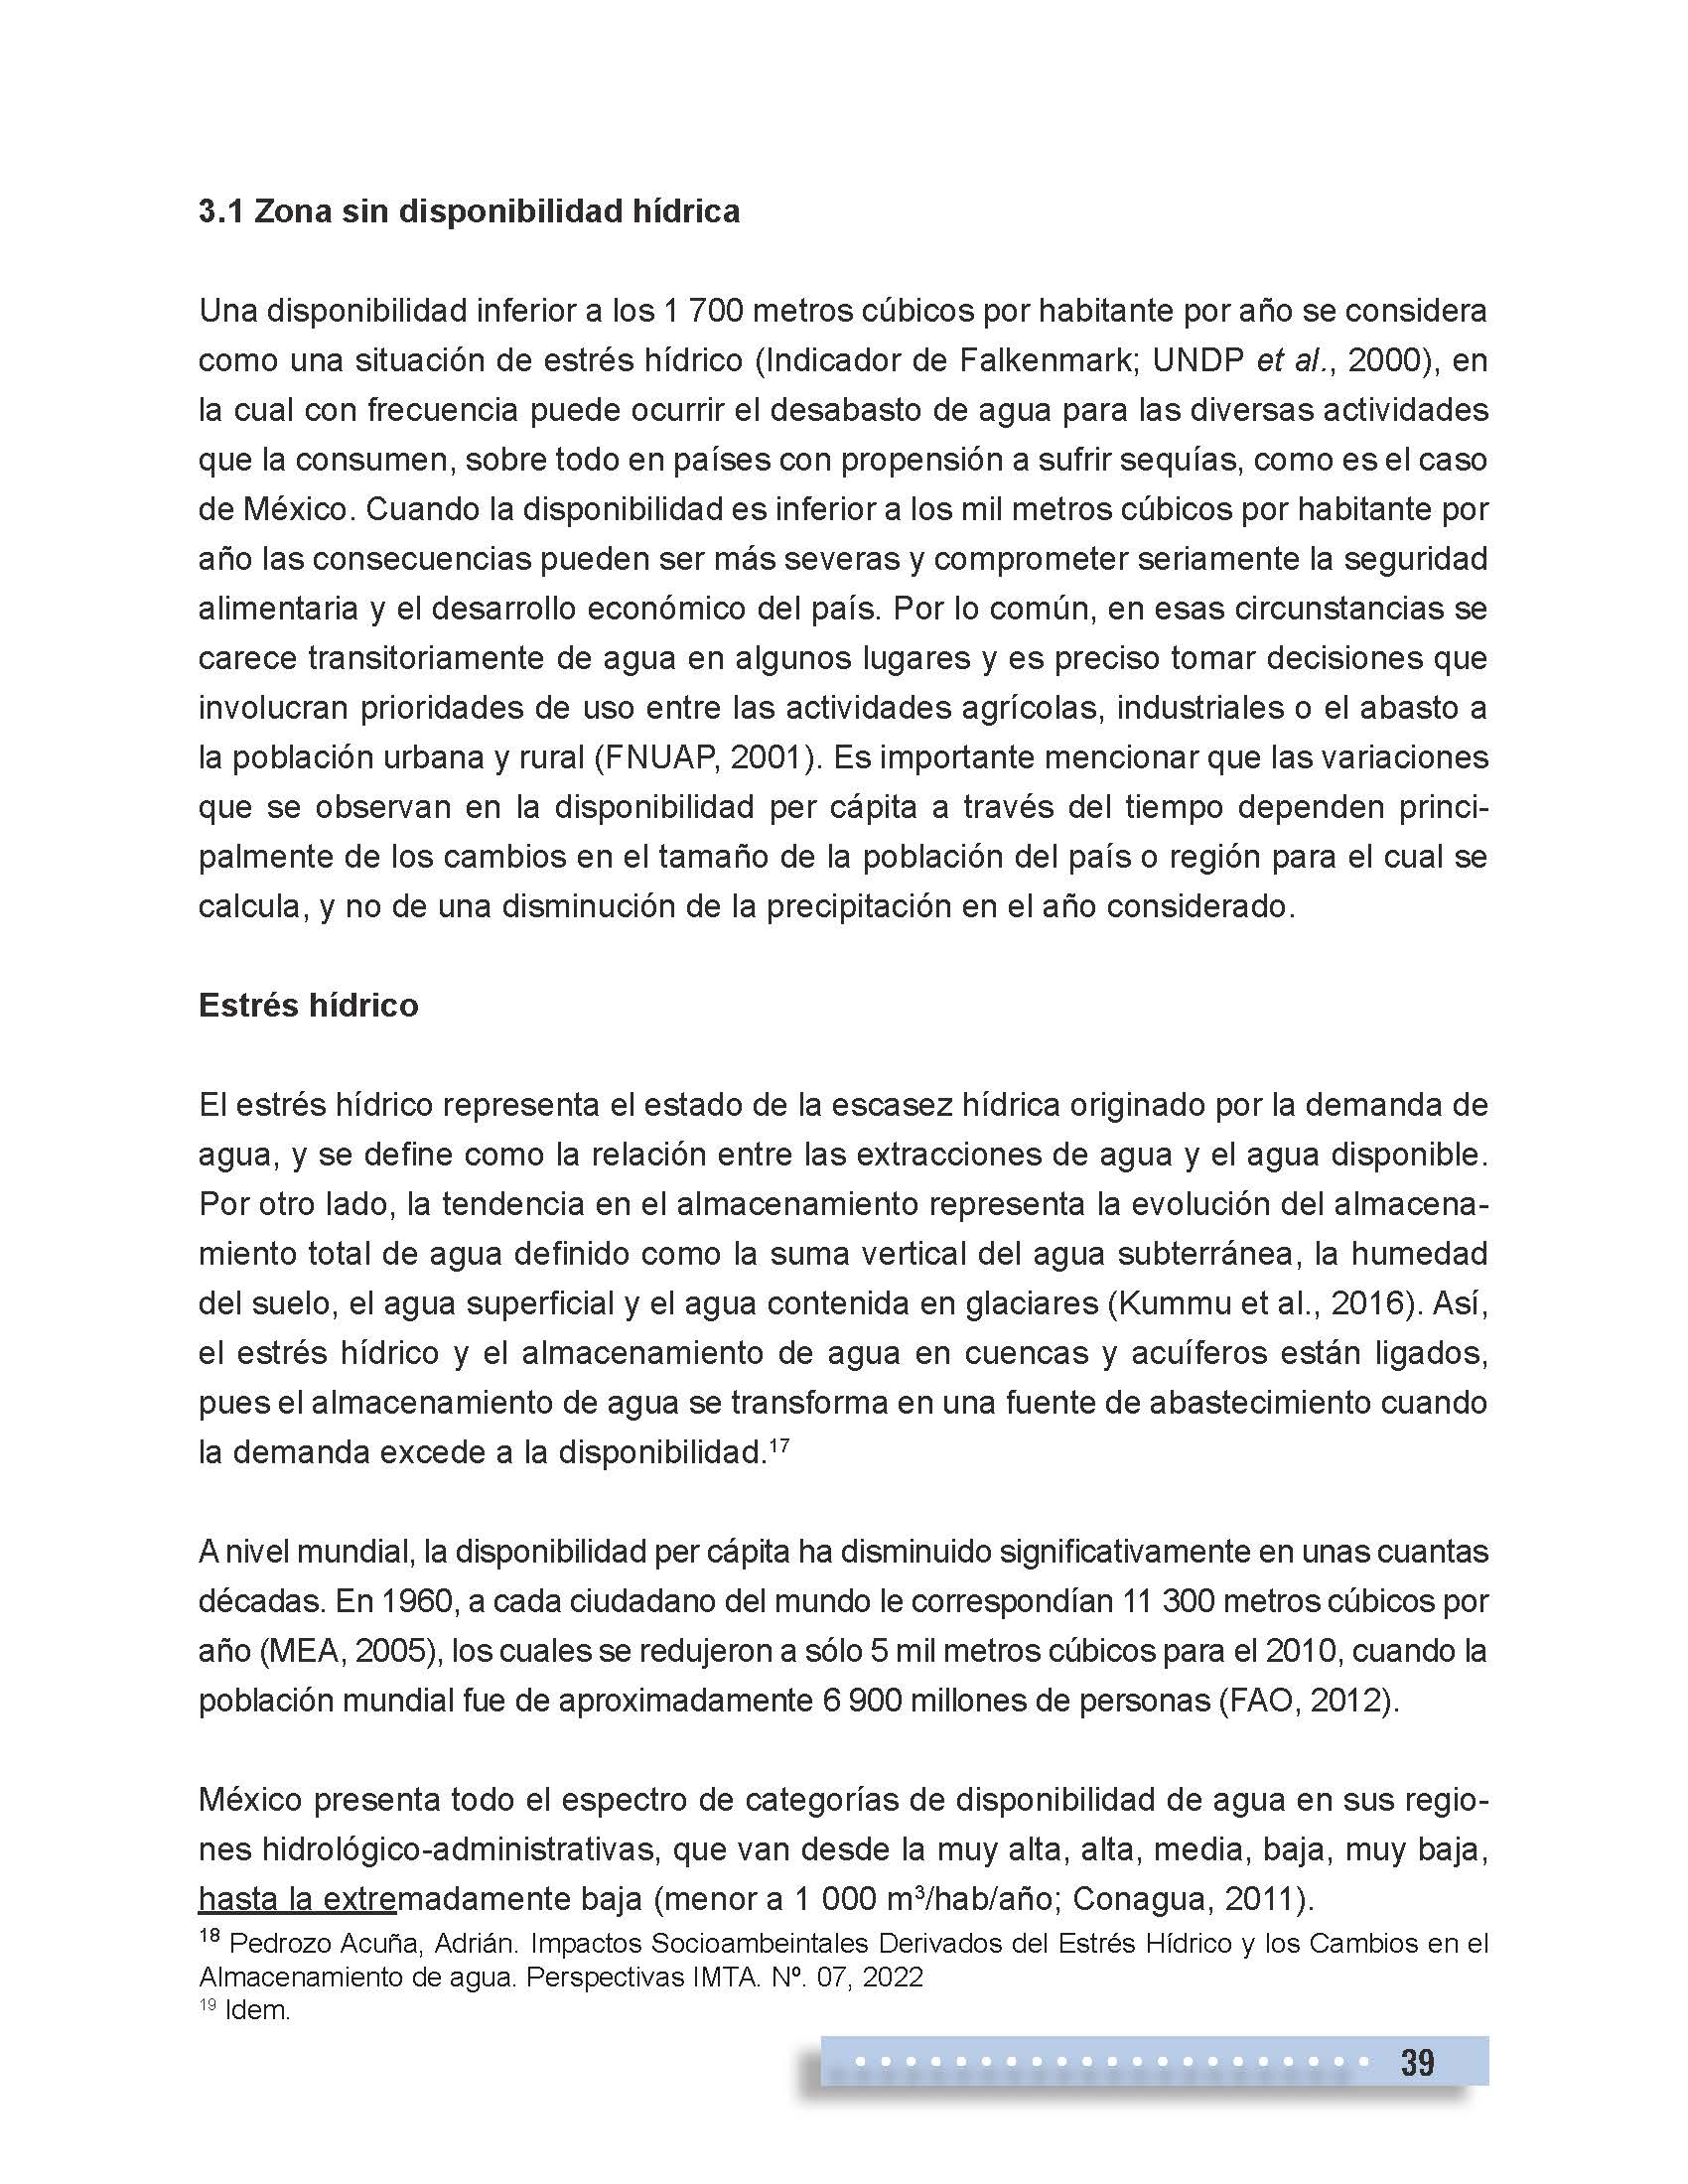 3.1 Zona sin disponibilidad hídrica
Una disponibilidad inferior a los 1 700 metros cúbicos por habitante por año se considera
como una situación de estrés hídrico (Indicador de Falkenmark; UNDP et al., 2000), en
la cual con frecuencia puede ocurrir el desabasto de agua para las diversas actividades
que la consumen, sobre todo en países con propensión a sufrir sequías, como es el caso
de México. Cuando la disponibilidad es inferior a los mil metros cúbicos por habitante por
año las consecuencias pueden ser más severas y comprometer seriamente la seguridad
alimentaria y el desarrollo económico del país. Por lo común, en esas circunstancias se
carece transitoriamente de agua en algunos lugares y es preciso tomar decisiones que
involucran prioridades de uso entre las actividades agrícolas, industriales o el abasto a
la población urbana y rural (FNUAP, 2001). Es importante mencionar que las variaciones
que se observan en la disponibilidad per cápita a través del tiempo dependen princi-
palmente de los cambios en el tamaño de la población del país o región para el cual se
calcula, y no de una disminución de la precipitación en el año considerado.
Estrés hídrico
El estrés hídrico representa el estado de la escasez hídrica originado por la demanda de
agua, y se define como la relación entre las extracciones de agua y el agua disponible.
Por otro lado, la tendencia en el almacenamiento representa la evolución del almacena-
miento total de agua definido como la suma vertical del agua subterránea, la humedad
del suelo, el agua superficial y el agua contenida en glaciares (Kummu et al., 2016). Así,
el estrés hídrico y el almacenamiento de agua en cuencas y acuíferos están ligados,
pues el almacenamiento de agua se transforma en una fuente de abastecimiento cuando
la demanda excede a la disponibilidad.17
A nivel mundial, la disponibilidad per cápita ha disminuido significativamente en unas cuantas
décadas. En 1960, a cada ciudadano del mundo le correspondían 11 300 metros cúbicos por
año (MEA, 2005), los cuales se redujeron a sólo 5 mil metros cúbicos para el 2010, cuando la
población mundial fue de aproximadamente 6 900 millones de personas (FAO, 2012).
México presenta todo el espectro de categorías de disponibilidad de agua en sus regio-
nes hidrológico-administrativas, que van desde la muy alta, alta, media, baja, muy baja,
hasta la extremadamente baja (menor a 1 000 m3/hab/año; Conagua, 2011).
18 Pedrozo Acuña, Adrián. Impactos Socioambeintales Derivados del Estrés Hídrico y los Cambios en el
Almacenamiento de agua. Perspectivas IMTA. Nº. 07, 2022
19 Idem.
39